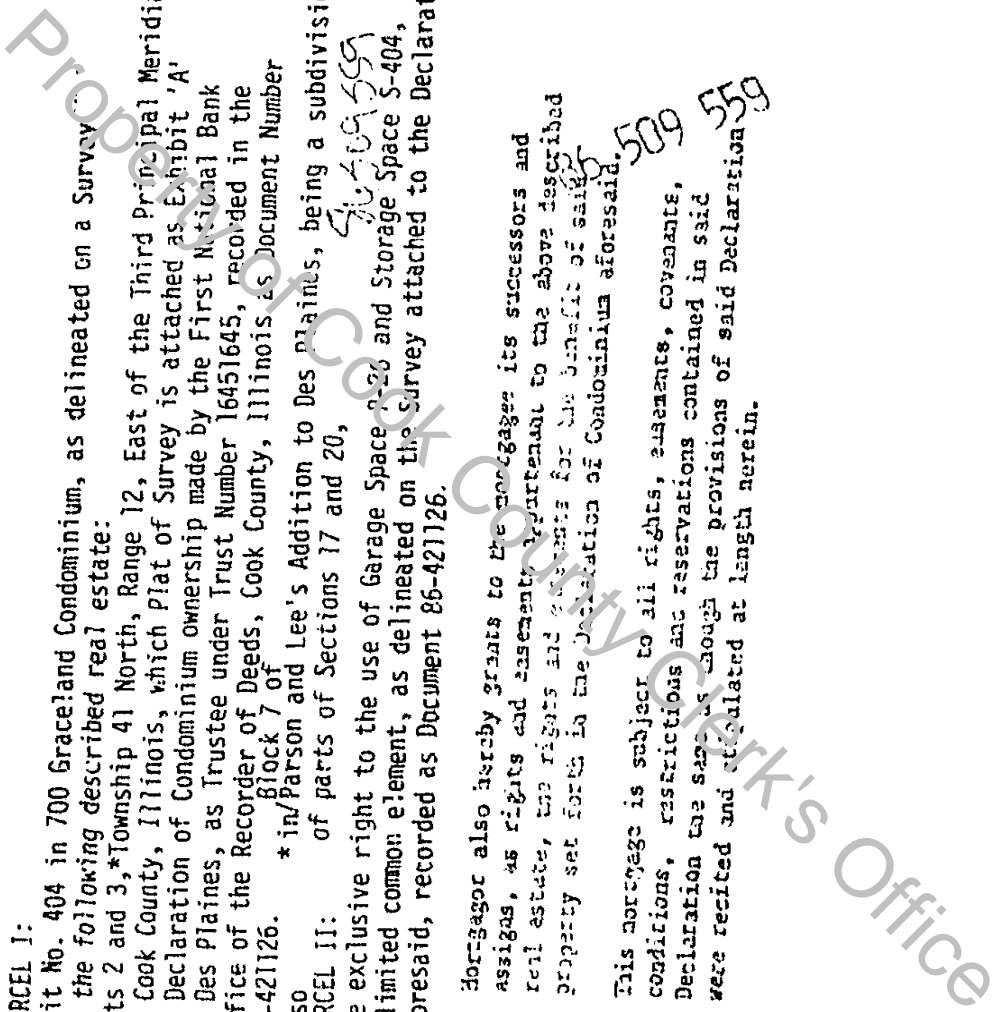 RCEL I:
it No. 404 in 700 Graceland Condominium, as delineated on a Survey
the following described real estate:
ts 2 and 3,*Township 41 North, Range 12, East of the Third Principal Meridia
Cook County, Illinois, which Plat of Survey is attached as Exhibit 'A'
Declaration of Condominium ownership made by the First National Bank
Des Plaines, as Trustee under Trust Number 16451645, recorded in the
fice of the Recorder of Deeds, Cook County, Illinois as Document Number
-421126. Block 7 of
*in/Parson and Lee's Addition to Des Plaines, being a subdivisi
so
RCEL II: of parts of Sections 17 and 20,
e exclusive right to the use of Garage Space and Storage Space S-404,
limited common element, as delineated on the Survey attached to the Declarat
oresaid, recorded as Document 86-421126.
Mortgagor also hereby grants to the mortgagee its successors and
assigns, as rights and easements appurtenant to the above described
real estate, the rights and easements for the benefit of said
property set forth in the Declaration of Condominium aforesaid.
509 559
This mortgage is subject to all rights, easements, covenants,
conditions, restrictions and reservations contained in said
Declaration the same as though the provisions of said Declaration
were recited and stipulated at length herein.
Property of Cook County Clerk's Office